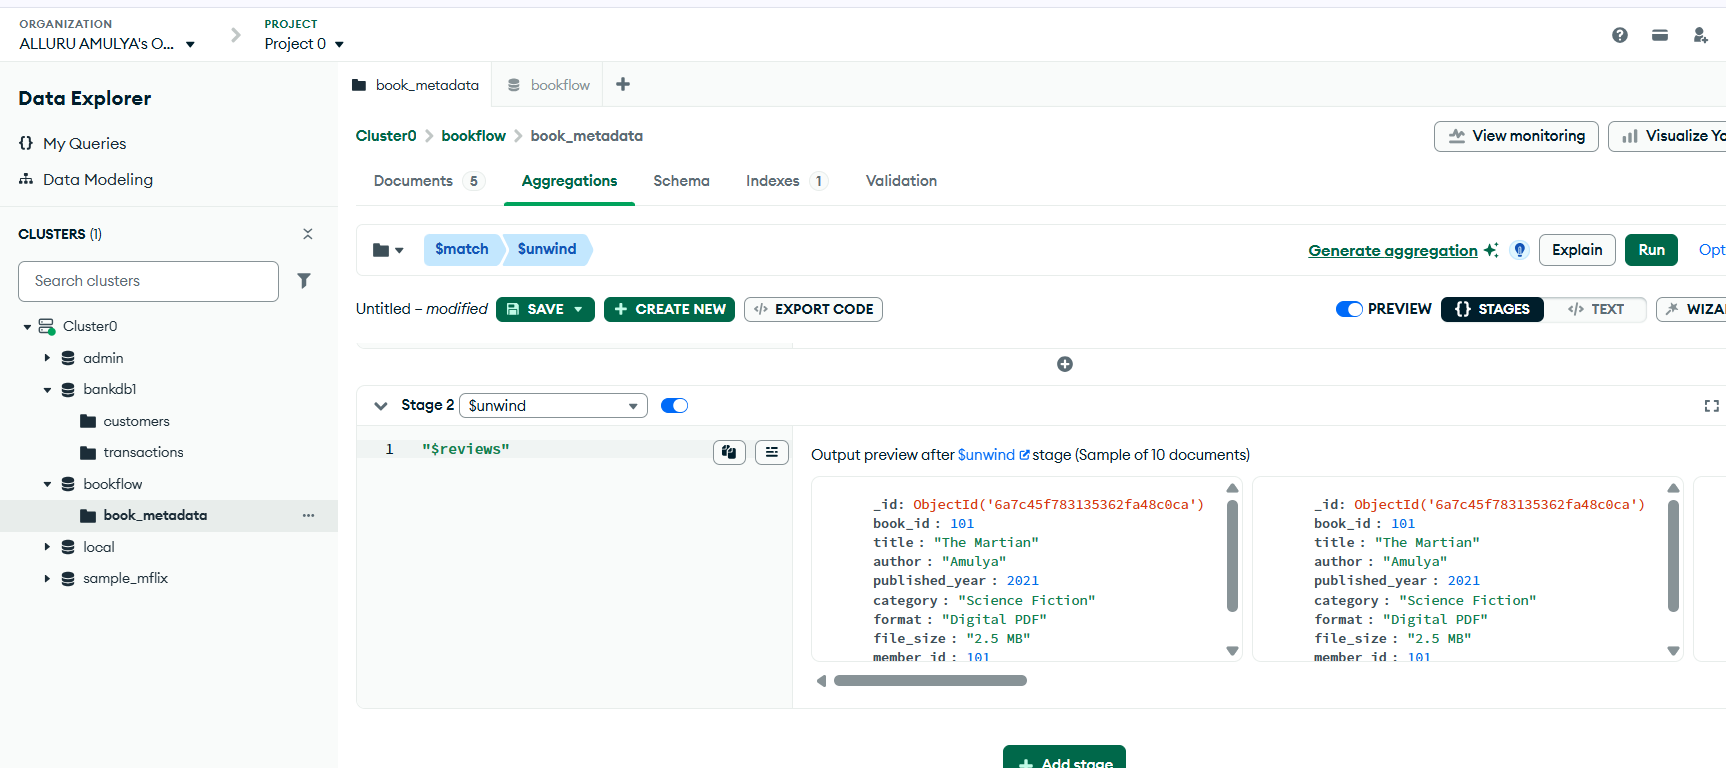 ORGANIZATION
ALLURU AMULYA's O...
PROJECT
Project 0
Data Explorer
My Queries
Data Modeling
CLUSTERS (1)
Search clusters
Cluster0
admin
bankdb1
customers
transactions
bookflow
book_metadata
local
sample_mflix
book_metadata
bookflow
Cluster0 > bookflow > book_metadata
View monitoring
Visualize Yo
Documents 5
Aggregations
Schema
Indexes 1
Validation
$match
$unwind
Generate aggregation
Explain
Run
Opt
Untitled – modified
SAVE
CREATE NEW
</> EXPORT CODE
PREVIEW
{} STAGES
</> TEXT
WIZA
Stage 2
$unwind
1 "$reviews"
Output preview after $unwind stage (Sample of 10 documents)
_id: ObjectId('6a7c45f783135362fa48c0ca')
book_id : 101
title : "The Martian"
author : "Amulya"
published_year : 2021
category : "Science Fiction"
format : "Digital PDF"
file_size : "2.5 MB"
member_id : 101
_id: ObjectId('6a7c45f783135362fa48c0ca')
book_id : 101
title : "The Martian"
author : "Amulya"
published_year : 2021
category : "Science Fiction"
format : "Digital PDF"
file_size : "2.5 MB"
member_id : 101
Add stage